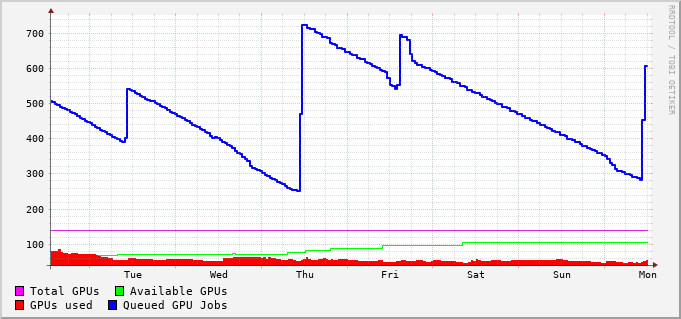 RRDTOOL / TOBI OETIKER
700
600
500
400
300
200
100
Tue Wed Thu Fri Sat Sun Mon
Total GPUs Available GPUs
GPUs used Queued GPU Jobs